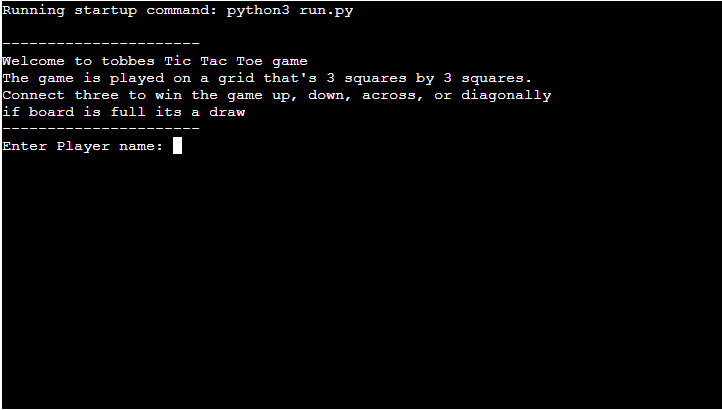 Running startup command: python3 run.py
----------------------
Welcome to tobbes Tic Tac Toe game
The game is played on a grid that's 3 squares by 3 squares.
Connect three to win the game up, down, across, or diagonally
if board is full its a draw
----------------------
Enter Player name: